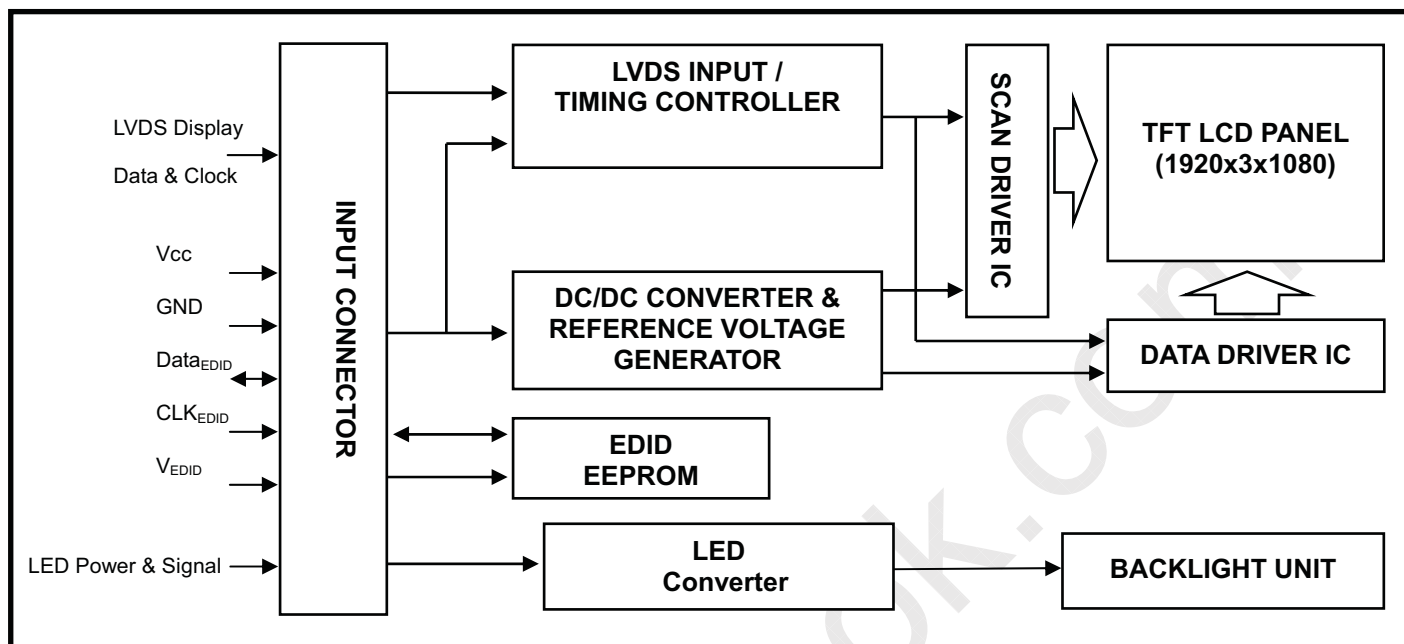 LVDS Display
Data & Clock
Vcc
GND
DataEDID
CLKEDID
VEDID
LED Power & Signal
INPUT CONNECTOR
LVDS INPUT /
TIMING CONTROLLER
DC/DC CONVERTER &
REFERENCE VOLTAGE
GENERATOR
EDID
EEPROM
LED
Converter
SCAN DRIVER IC
TFT LCD PANEL
(1920x3x1080)
DATA DRIVER IC
BACKLIGHT UNIT
ok.com